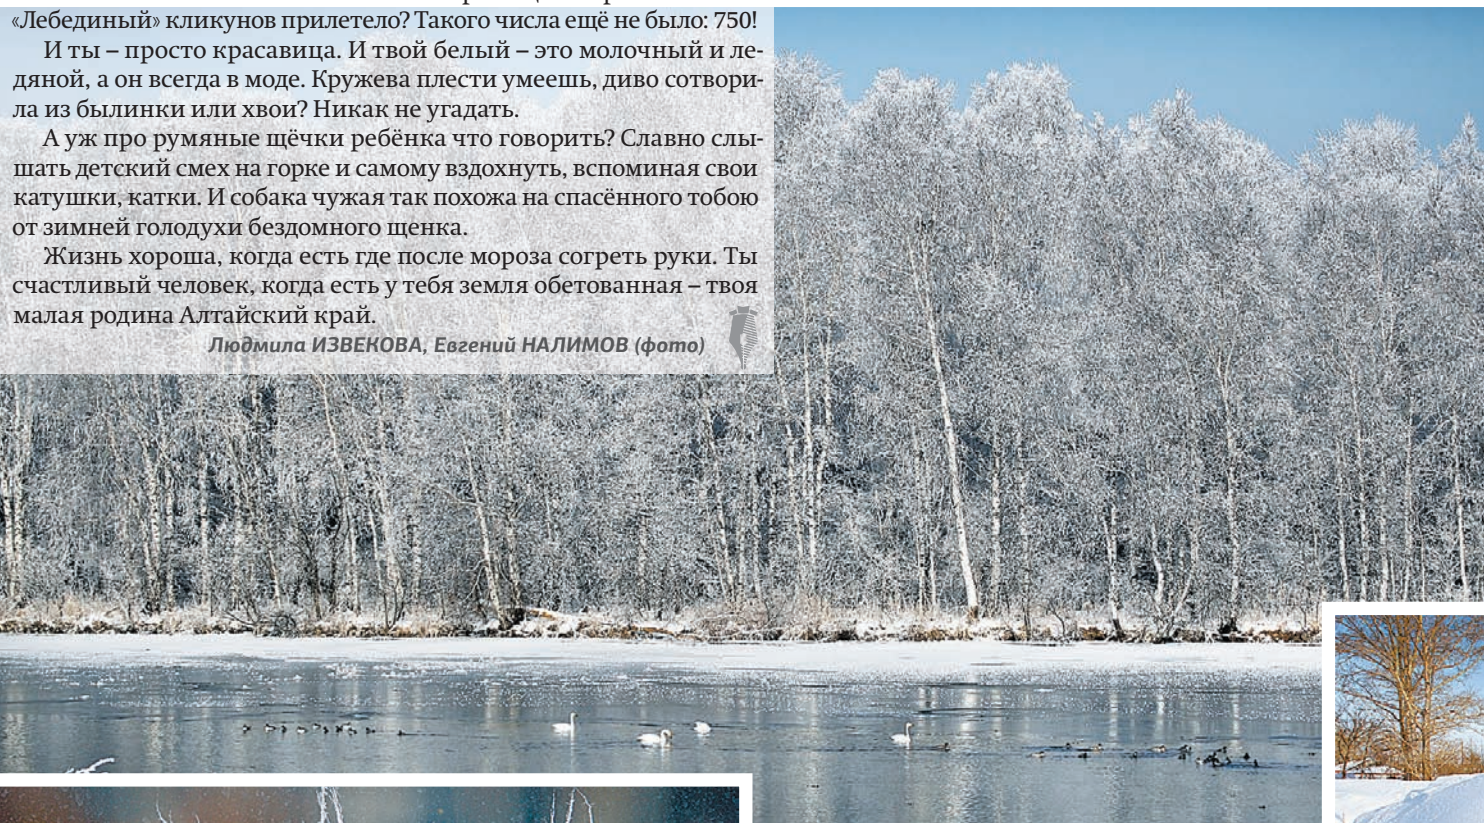 «Лебединый» кликунов прилетело? Такого числа ещё не было: 750!
И ты – просто красавица. И твой белый – это молочный и ле-
дяной, а он всегда в моде. Кружева плести умеешь, диво сотвори-
ла из былинки или хвои? Никак не угадать.
А уж про румяные щёчки ребёнка что говорить? Славно слы-
шать детский смех на горке и самому вздохнуть, вспоминая свои
катушки, катки. И собака чужая так похожа на спасённого тобою
от зимней голодухи бездомного щенка.
Жизнь хороша, когда есть где после мороза согреть руки. Ты
счастливый человек, когда есть у тебя земля обетованная – твоя
малая родина Алтайский край.
Людмила ИЗВЕКОВА, Евгений НАЛИМОВ (фото)